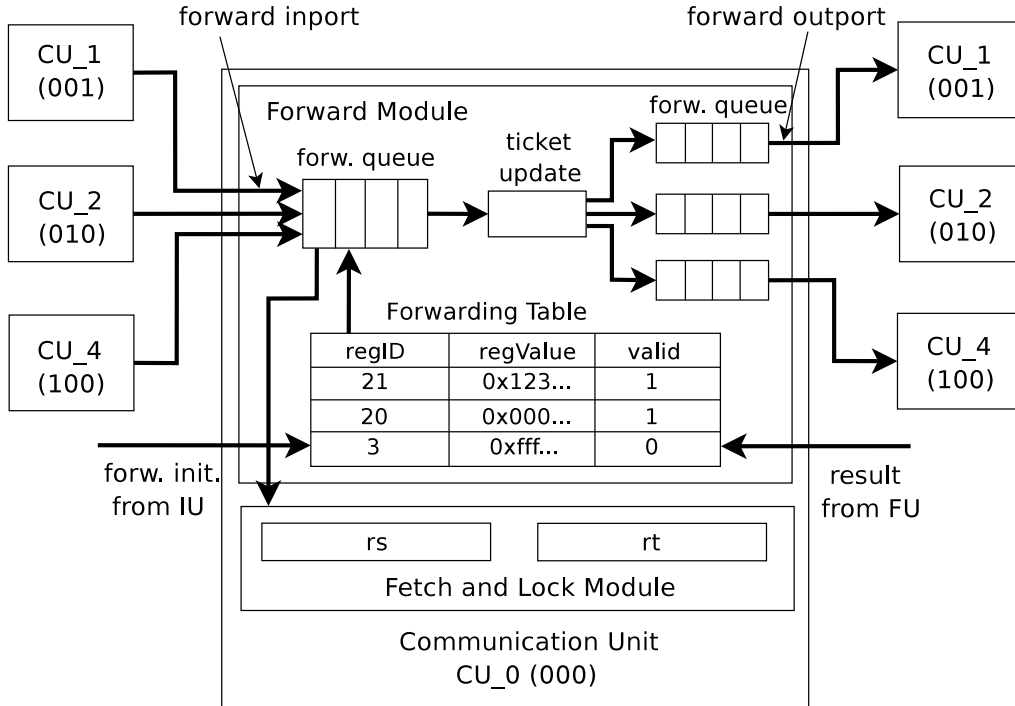 forward inport
forward outport
CU_1
(001)
CU_1
(001)
Forward Module
forw. queue
forw. queue
ticket
update
CU_2
(010)
CU_2
(010)
Forwarding Table
CU_4
(100)
CU_4
(100)
regID regValue valid
21 0x123... 1
20 0x000... 1
3 0xfff... 0
forw. init.
from IU
result
from FU
rs rt
Fetch and Lock Module
Communication Unit
CU_0 (000)